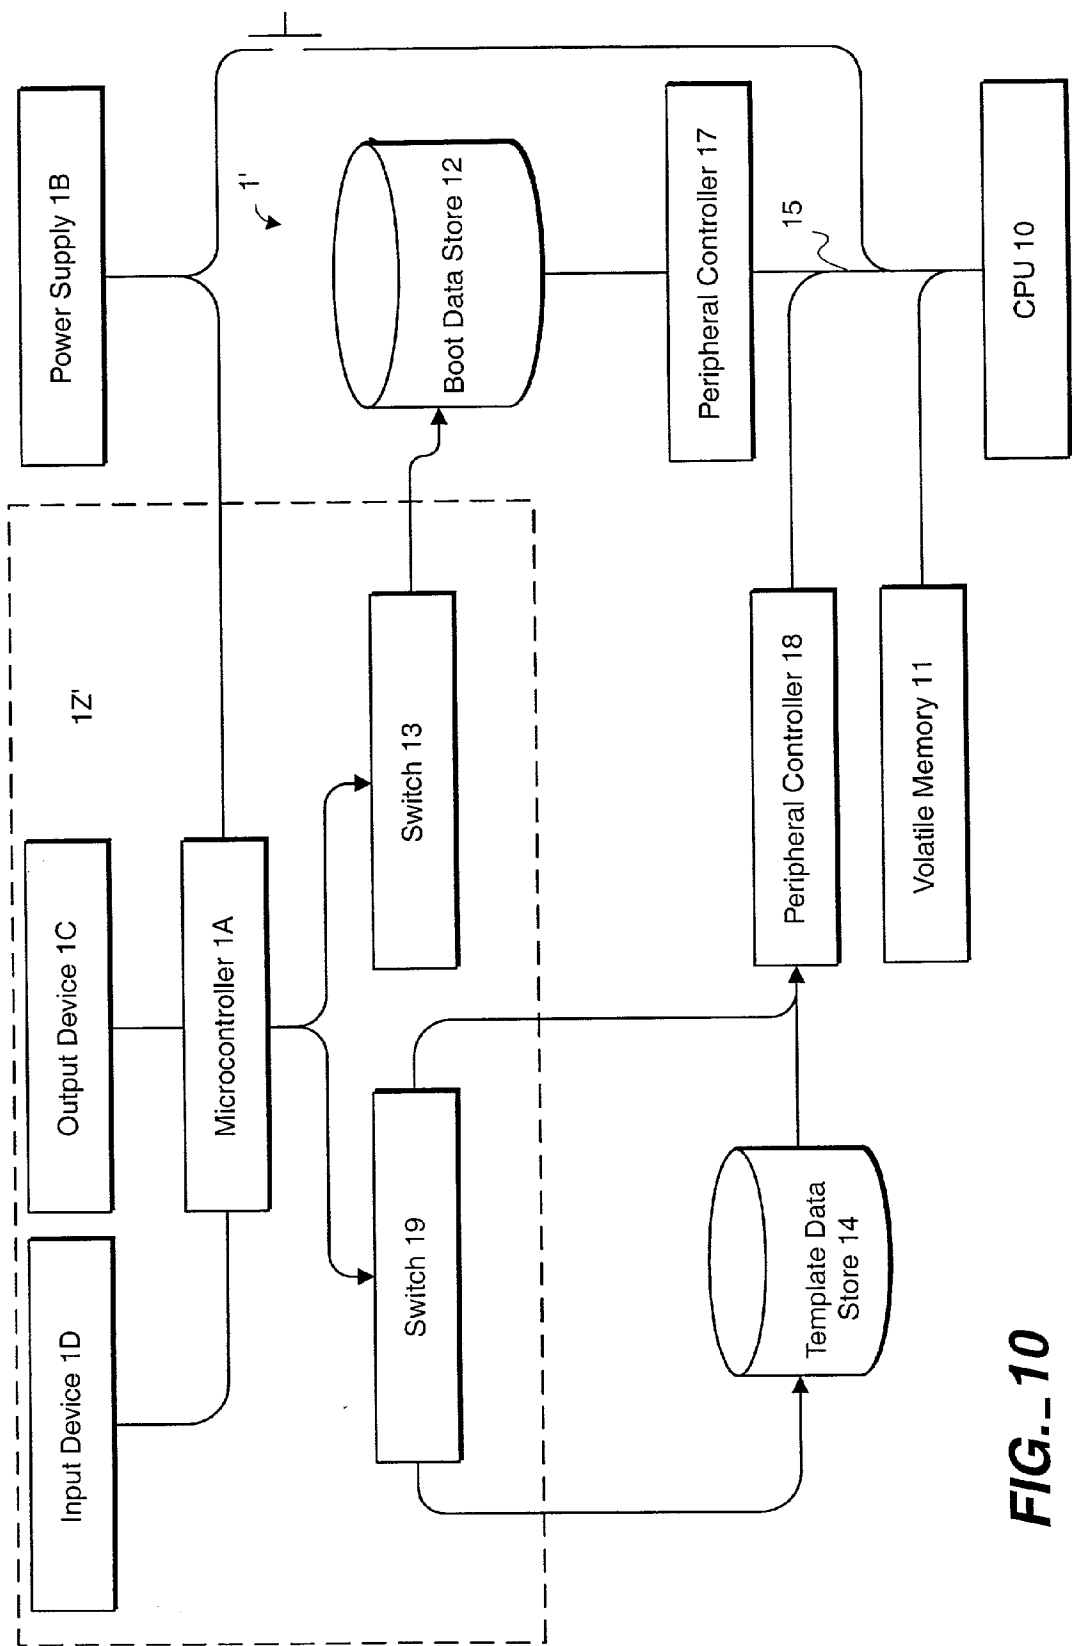 Input Device 1D
Output Device 1C
Power Supply 1B
1Z'
Microcontroller 1A
1'
Switch 19
Switch 13
Boot Data Store 12
Template Data
Store 14
Peripheral Controller 17
Peripheral Controller 18
15
Volatile Memory 11
CPU 10
FIG._10